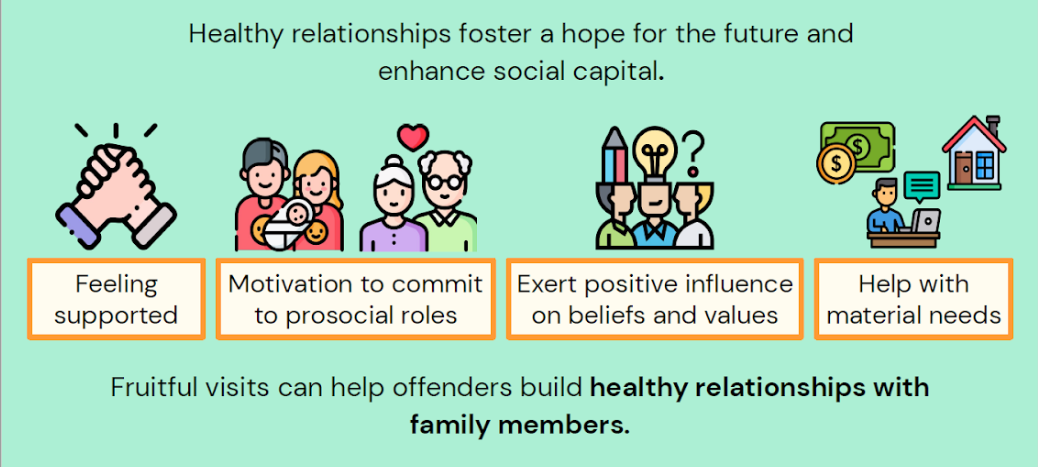 Healthy relationships foster a hope for the future and
enhance social capital.
Feeling
supported
Motivation to commit
to prosocial roles
Exert positive influence
on beliefs and values
Help with
material needs
Fruitful visits can help offenders build healthy relationships with
family members.